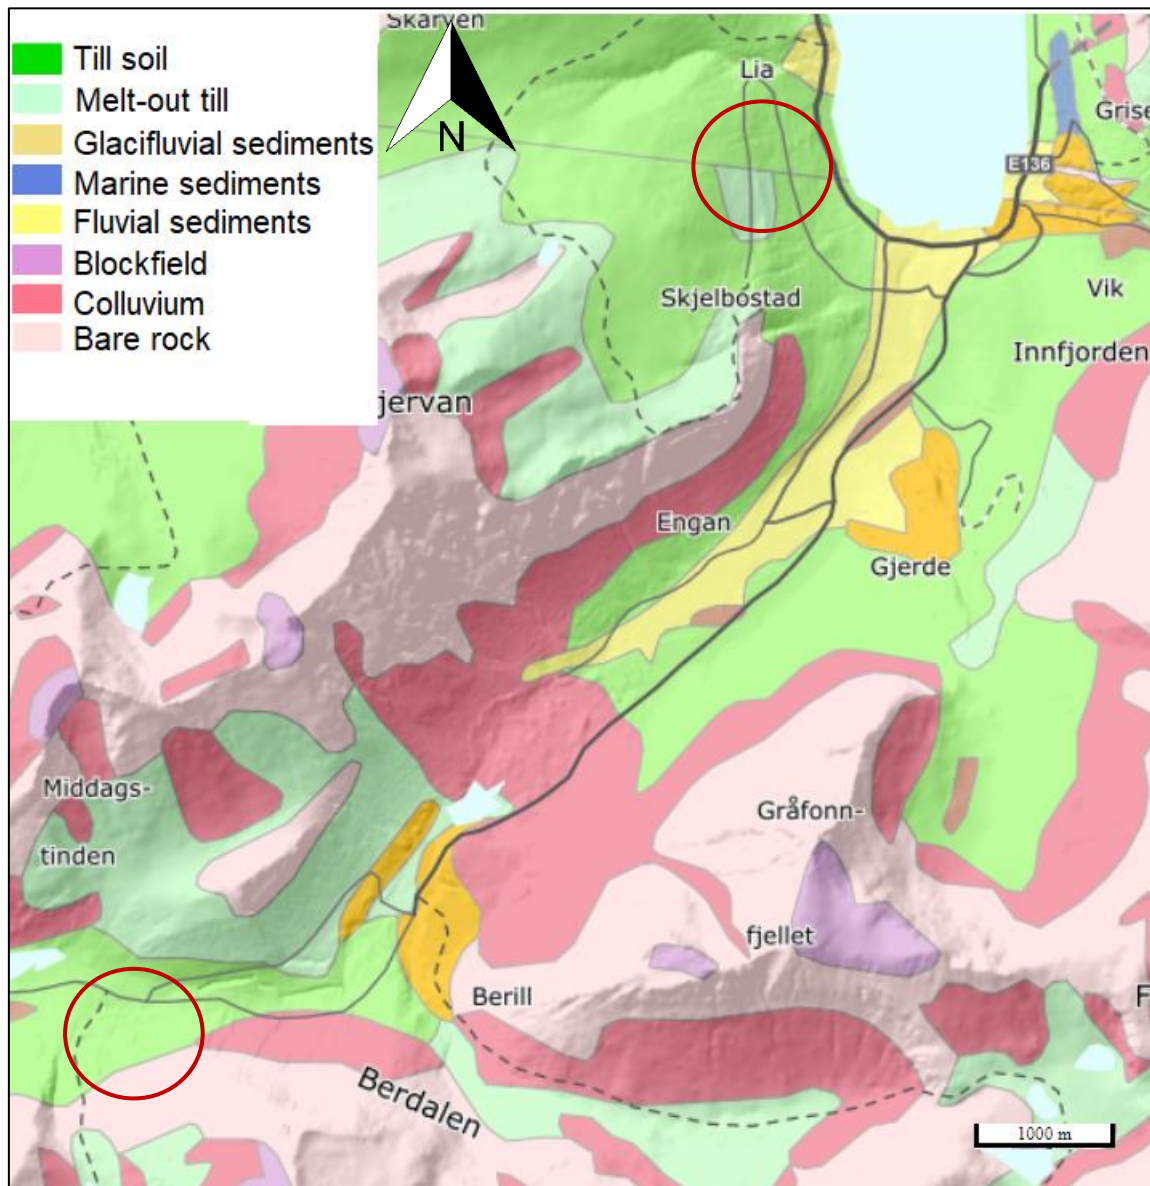 Skarven
Till soil
Melt-out till
Glacifluvial sediments
Marine sediments
Fluvial sediments
Blockfield
Colluvium
Bare rock
N
Lia
Grise
E136
Skjelbostad
Vik
Innfjorden
jervan
Engan
Gjerde
Middags-
tinden
Gråfonn-
fjellet
Berill
F
Berdalen
1000 m